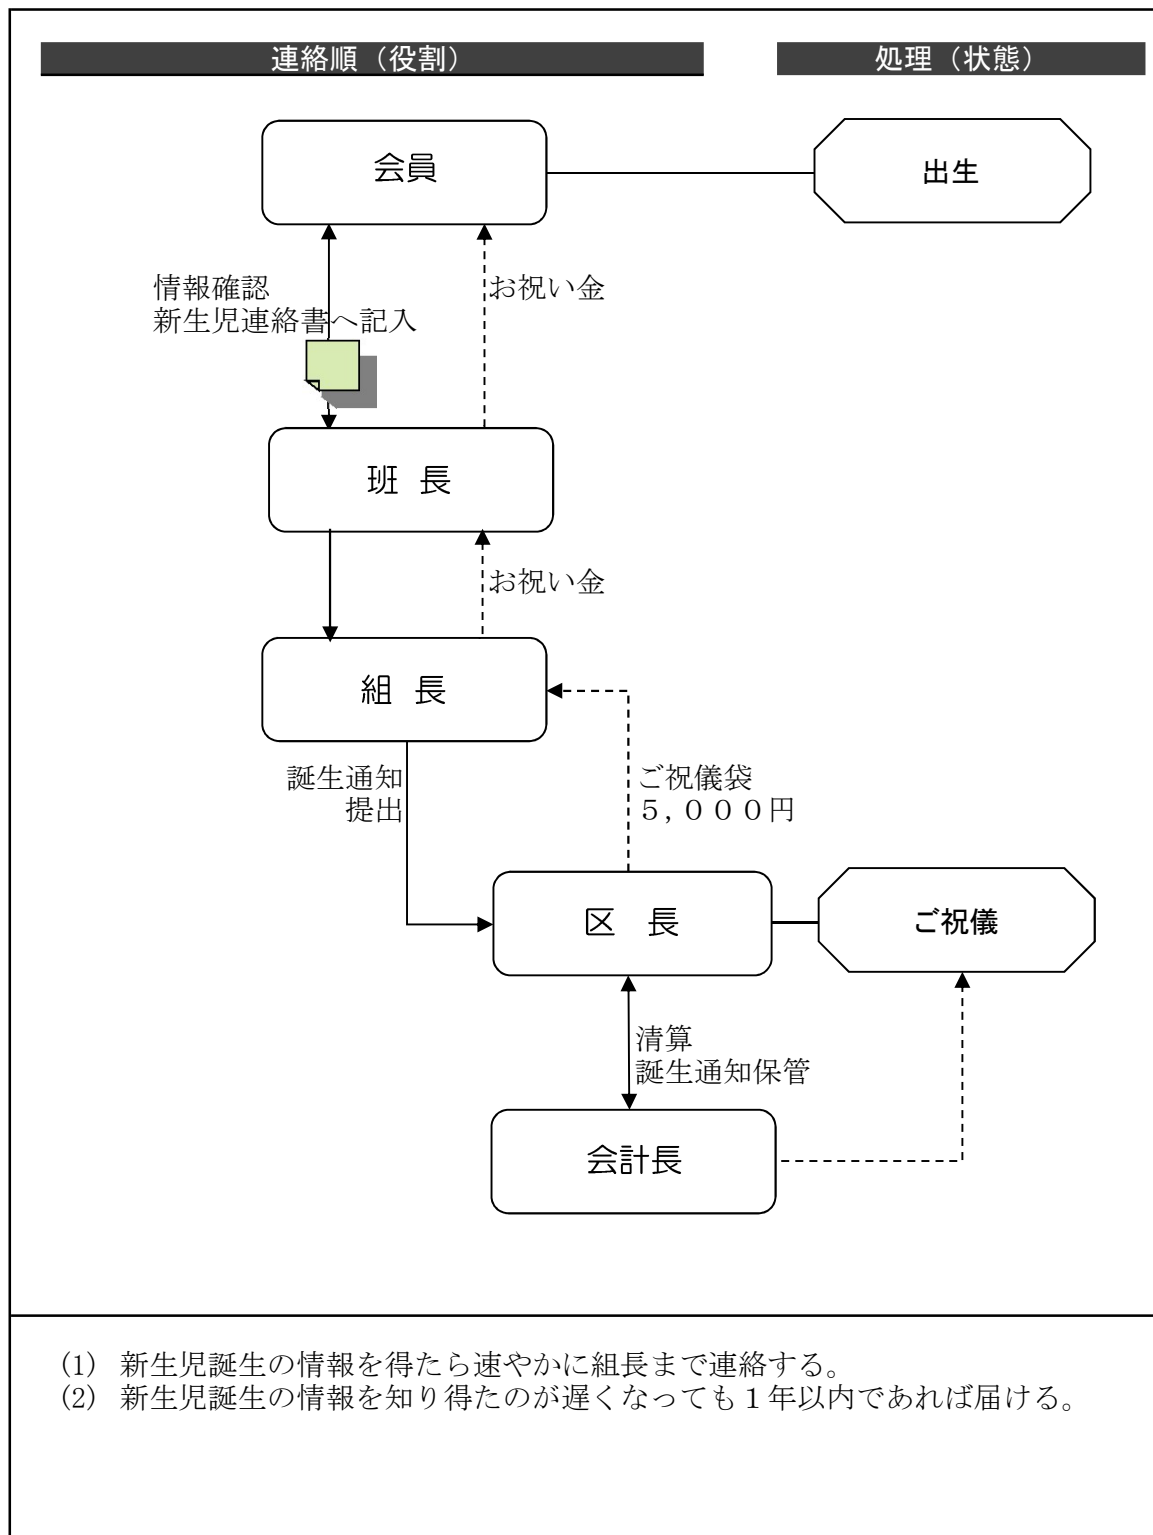 連絡順（役割）
処理（状態）
会員
出生
情報確認
新生児連絡書へ記入
お祝い金
班 長
お祝い金
組 長
誕生通知
提出
ご祝儀袋
５,０００円
区 長
ご祝儀
清算
誕生通知保管
会計長
(1) 新生児誕生の情報を得たら速やかに組長まで連絡する。
(2) 新生児誕生の情報を知り得たのが遅くなっても１年以内であれば届ける。